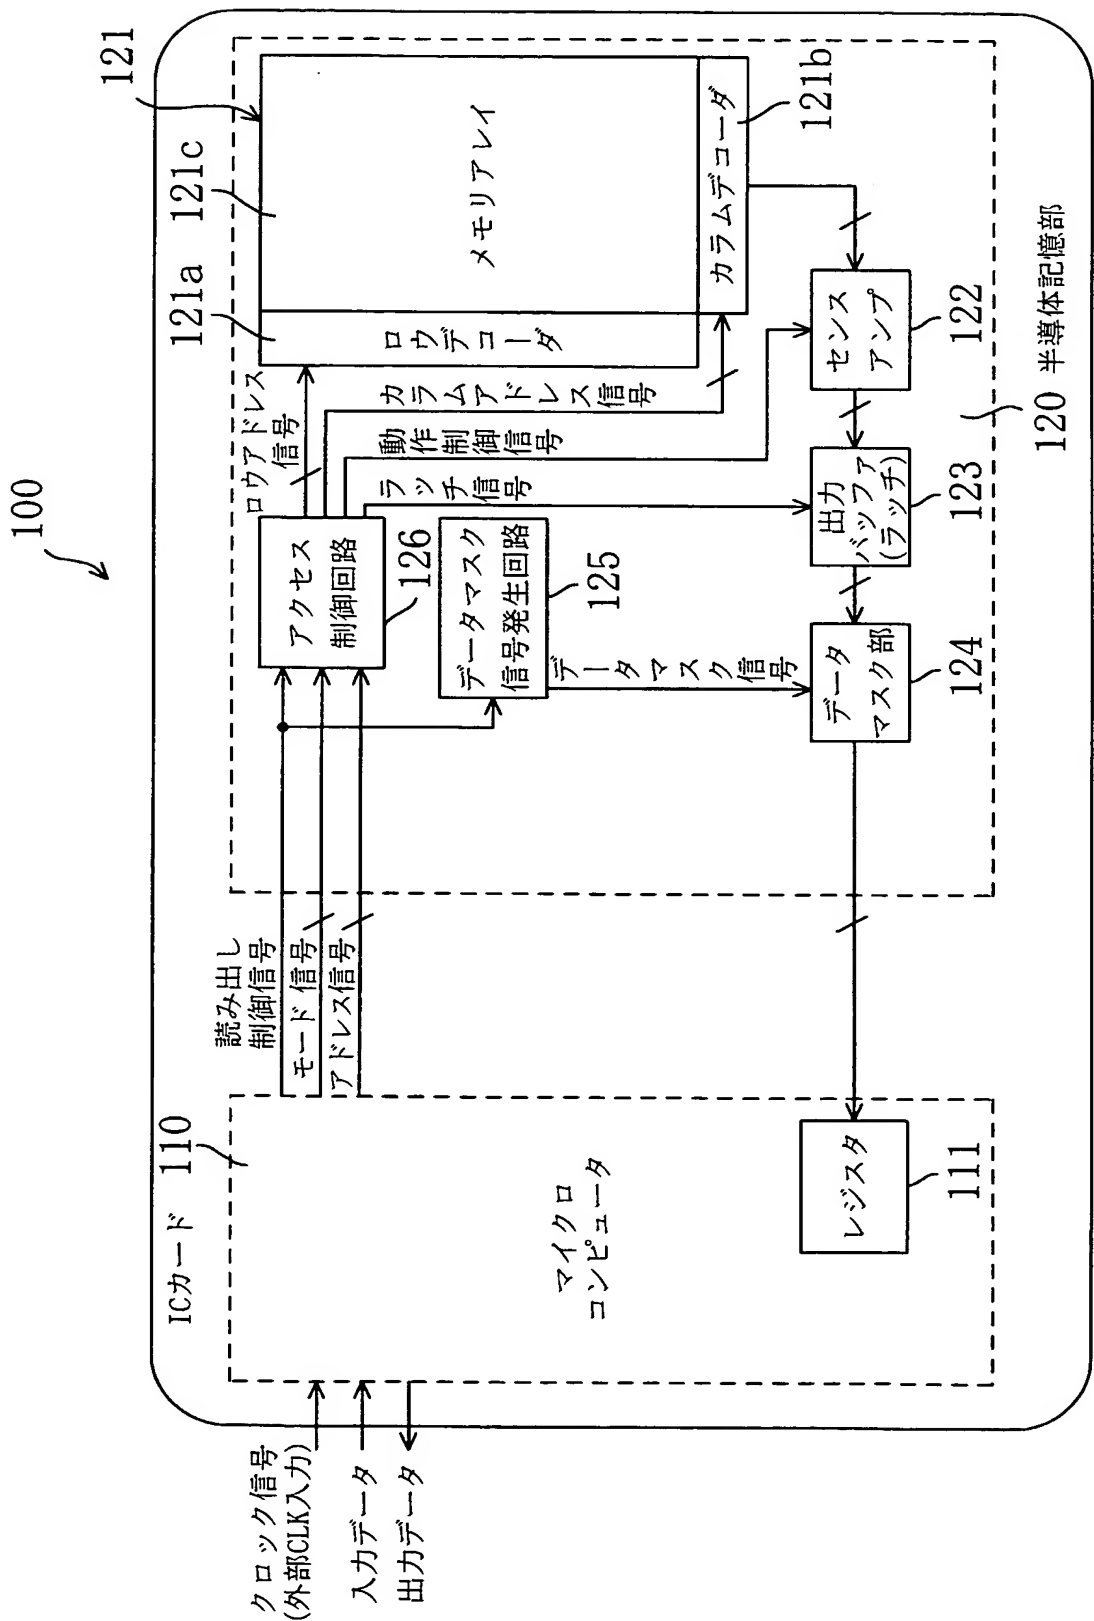 100
ICカード
110
クロック信号
(外部CLK入力)
入力データ
出力データ
マイクロ
コンピュータ
レジスタ
111
読み出し
制御信号
モード信号
アドレス信号
アクセス
制御回路
126
データマスク
信号発生回路
125
データマスク信号
ロウアドレス
信号
カラムアドレス信号
動作制御信号
ラッチ信号
121a
121c
121
ロウデコーダ
メモリアレイ
カラムデコーダ
121b
センス
アンプ
122
出力
バッファ
(ラッチ)
123
データ
マスク部
124
120 半導体記憶部